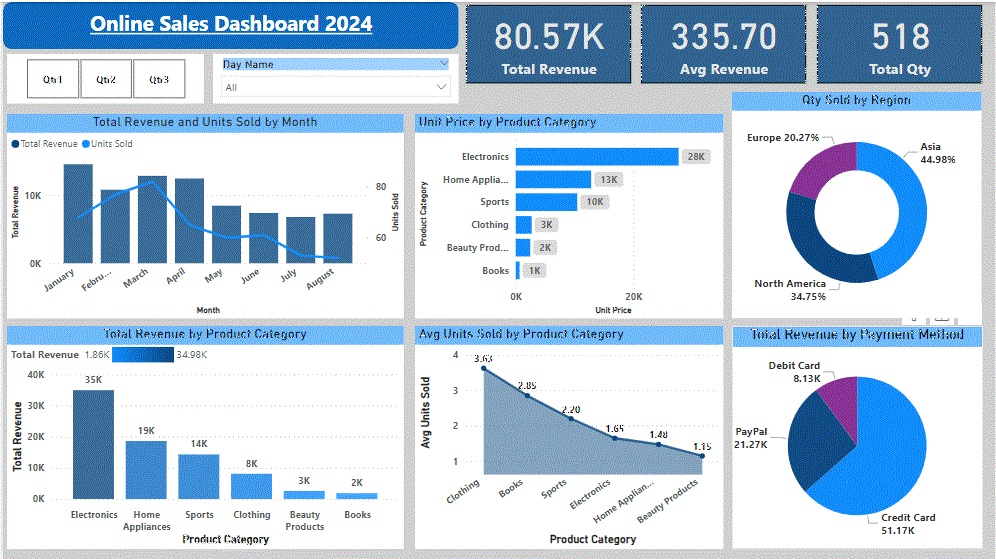 Online Sales Dashboard 2024
80.57K
Total Revenue
335.70
Avg Revenue
518
Total Qty
Qtr1
Qtr2
Qtr3
Day Name
All
Total Revenue and Units Sold by Month
Total Revenue
Units Sold
Total Revenue
10K
0K
80
60
Units Sold
January
Febru...
March
April
May
June
July
August
Month
Unit Price by Product Category
Product Category
Electronics
28K
Home Applia...
13K
Sports
10K
Clothing
3K
Beauty Prod...
2K
Books
1K
0K
20K
Unit Price
Qty Sold by Region
Europe 20.27%
Asia
44.98%
North America
34.75%
Total Revenue by Product Category
Total Revenue 1.86K
34.98K
Total Revenue
40K
30K
20K
10K
0K
35K
19K
14K
8K
3K
2K
Electronics
Home
Appliances
Sports
Clothing
Beauty
Products
Books
Product Category
Avg Units Sold by Product Category
Avg Units Sold
4
3
2
1
3.63
2.85
2.20
1.65
1.48
1.15
Clothing
Books
Sports
Electronics
Home Applian...
Beauty Products
Product Category
Total Revenue by Payment Method
Debit Card
8.13K
PayPal
21.27K
Credit Card
51.17K